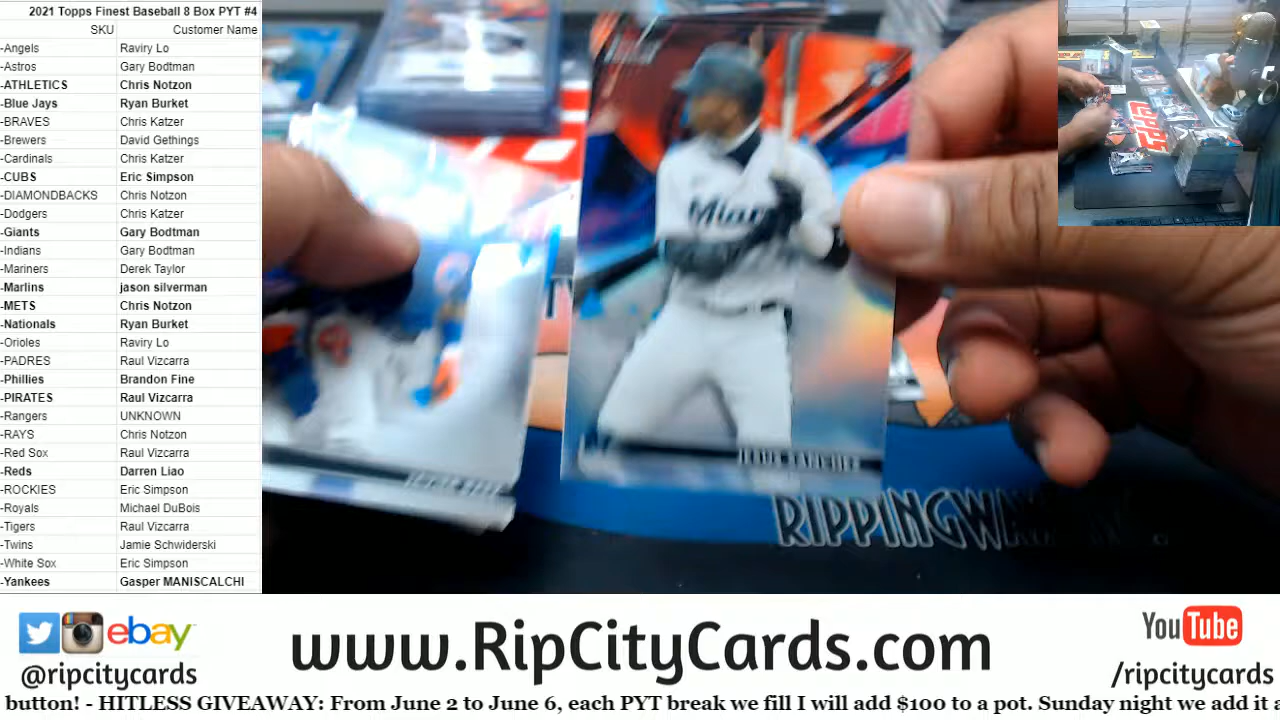 2021 Topps Finest Baseball 8 Box PYT #4
SKU Customer Name
-Angels Raviry Lo
-Astros Gary Bodtman
-ATHLETICS Chris Notzon
-Blue Jays Ryan Burket
-BRAVES Chris Katzer
-Brewers David Gethings
-Cardinals Chris Katzer
-CUBS Eric Simpson
-DIAMONDBACKS Chris Notzon
-Dodgers Chris Katzer
-Giants Gary Bodtman
-Indians Gary Bodtman
-Mariners Derek Taylor
-Marlins jason silverman
-METS Chris Notzon
-Nationals Ryan Burket
-Orioles Raviry Lo
-PADRES Raul Vizcarra
-Phillies Brandon Fine
-PIRATES Raul Vizcarra
-Rangers UNKNOWN
-RAYS Chris Notzon
-Red Sox Raul Vizcarra
-Reds Darren Liao
-ROCKIES Eric Simpson
-Royals Michael DuBois
-Tigers Raul Vizcarra
-Twins Jamie Schwiderski
-White Sox Eric Simpson
-Yankees Gasper MANISCALCHI
TOPPS
RIPPINGWA
ebay
@ripcitycards
www.RipCityCards.com
YouTube
/ripcitycards
button! - HITLESS GIVEAWAY: From June 2 to June 6, each PYT break we fill I will add $100 to a pot. Sunday night we add it a